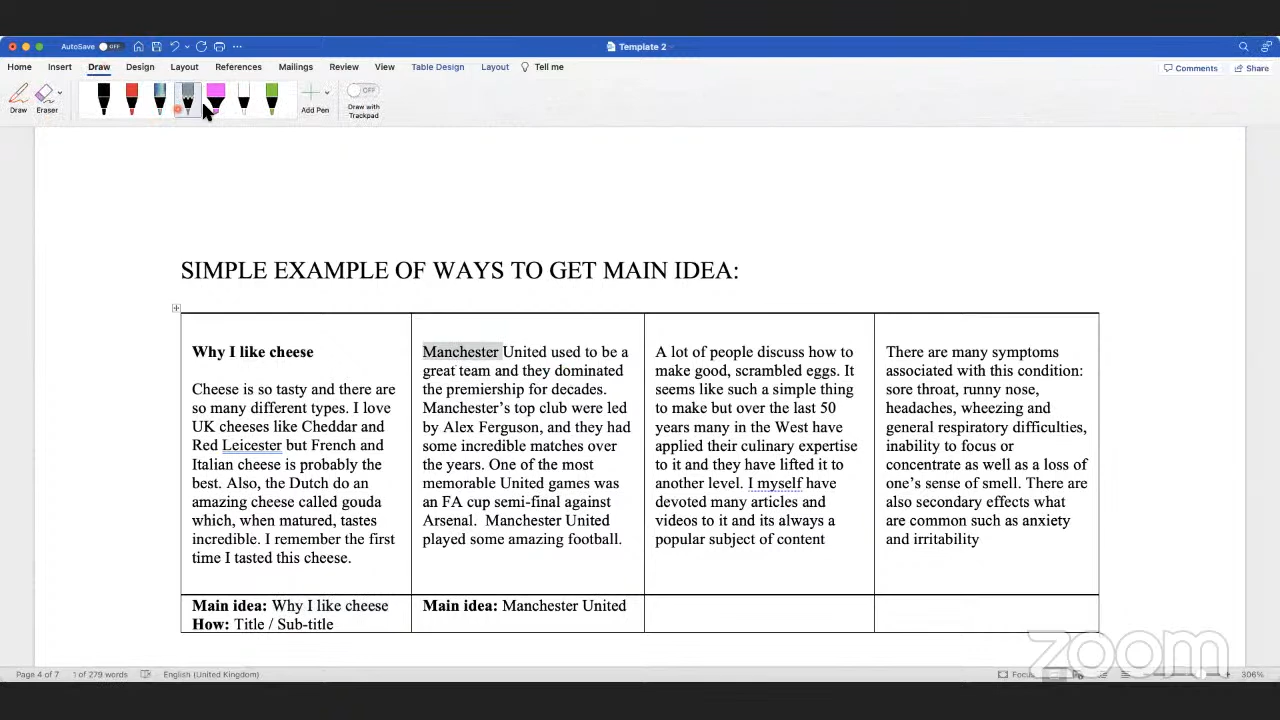 AutoSave OFF
Template 2
Home Insert Draw Design Layout References Mailings Review View Table Design Layout Tell me
Comments Share
Draw Eraser Add Pen OFF Draw with
Trackpad
SIMPLE EXAMPLE OF WAYS TO GET MAIN IDEA:
Why I like cheese
Cheese is so tasty and there are
so many different types. I love
UK cheeses like Cheddar and
Red Leicester but French and
Italian cheese is probably the
best. Also, the Dutch do an
amazing cheese called gouda
which, when matured, tastes
incredible. I remember the first
time I tasted this cheese.
Manchester United used to be a
great team and they dominated
the premiership for decades.
Manchester's top club were led
by Alex Ferguson, and they had
some incredible matches over
the years. One of the most
memorable United games was
an FA cup semi-final against
Arsenal.  Manchester United
played some amazing football.
A lot of people discuss how to
make good, scrambled eggs. It
seems like such a simple thing
to make but over the last 50
years many in the West have
applied their culinary expertise
to it and they have lifted it to
another level. I myself have
devoted many articles and
videos to it and its always a
popular subject of content
There are many symptoms
associated with this condition:
sore throat, runny nose,
headaches, wheezing and
general respiratory difficulties,
inability to focus or
concentrate as well as a loss of
one's sense of smell. There are
also secondary effects what
are common such as anxiety
and irritability
Main idea: Why I like cheese
How: Title / Sub-title
Main idea: Manchester United
Page 4 of 7 1 of 279 words English (United Kingdom) 306%
zoom